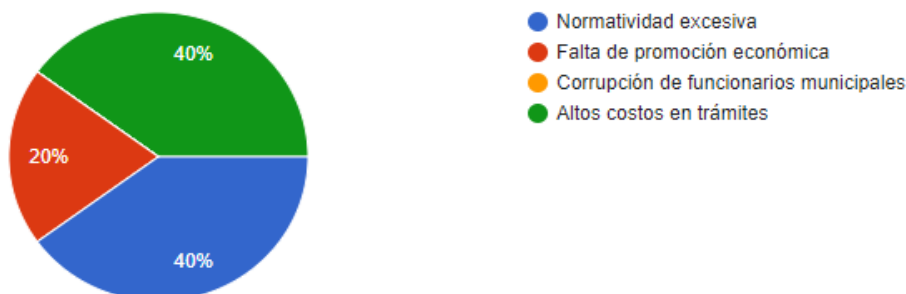 40%
20%
40%
Normatividad excesiva
Falta de promoción económica
Corrupción de funcionarios municipales
Altos costos en trámites